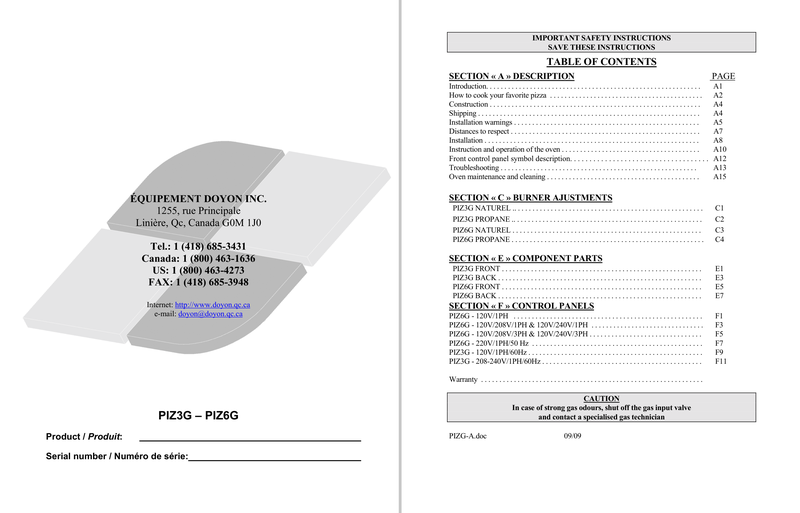 ÉQUIPEMENT DOYON INC.
1255, rue Principale
Linière, Qc, Canada G0M 1J0
Tel.: 1 (418) 685-3431
Canada: 1 (800) 463-1636
US: 1 (800) 463-4273
FAX: 1 (418) 685-3948
Internet: http://www.doyon.qc.ca
e-mail: doyon@doyon.qc.ca
PIZ3G – PIZ6G
Product / Produit:
Serial number / Numéro de série:
IMPORTANT SAFETY INSTRUCTIONS
SAVE THESE INSTRUCTIONS
TABLE OF CONTENTS
SECTION « A » DESCRIPTION PAGE
Introduction. A1
How to cook your favorite pizza A2
Construction A4
Shipping A4
Installation warnings A5
Distances to respect A7
Installation A8
Instruction and operation of the oven A10
Front control panel symbol description. A12
Troubleshooting A13
Oven maintenance and cleaning A15
SECTION « C » BURNER AJUSTMENTS
PIZ3G NATUREL C1
PIZ3G PROPANE C2
PIZ6G NATUREL C3
PIZ6G PROPANE C4
SECTION « E » COMPONENT PARTS
PIZ3G FRONT E1
PIZ3G BACK E3
PIZ6G FRONT E5
PIZ6G BACK E7
SECTION « F » CONTROL PANELS
PIZ6G - 120V/1PH F1
PIZ6G - 120V/208V/1PH & 120V/240V/1PH F3
PIZ6G - 120V/208V/3PH & 120V/240V/3PH F5
PIZ6G - 220V/1PH/50 Hz F7
PIZ3G - 120V/1PH/60Hz F9
PIZ3G - 208-240V/1PH/60Hz F11
Warranty
CAUTION
In case of strong gas odours, shut off the gas input valve
and contact a specialised gas technician
PIZG-A.doc 09/09